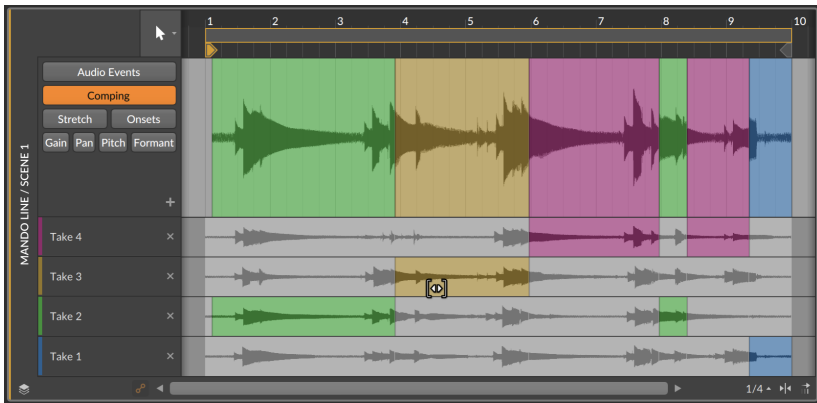 1 2 3 4 5 6 7 8 9 10
Audio Events
Comping
Stretch Onsets
Gain Pan Pitch Formant
MANDO LINE / SCENE 1
Take 4
Take 3
Take 2
Take 1
1/4